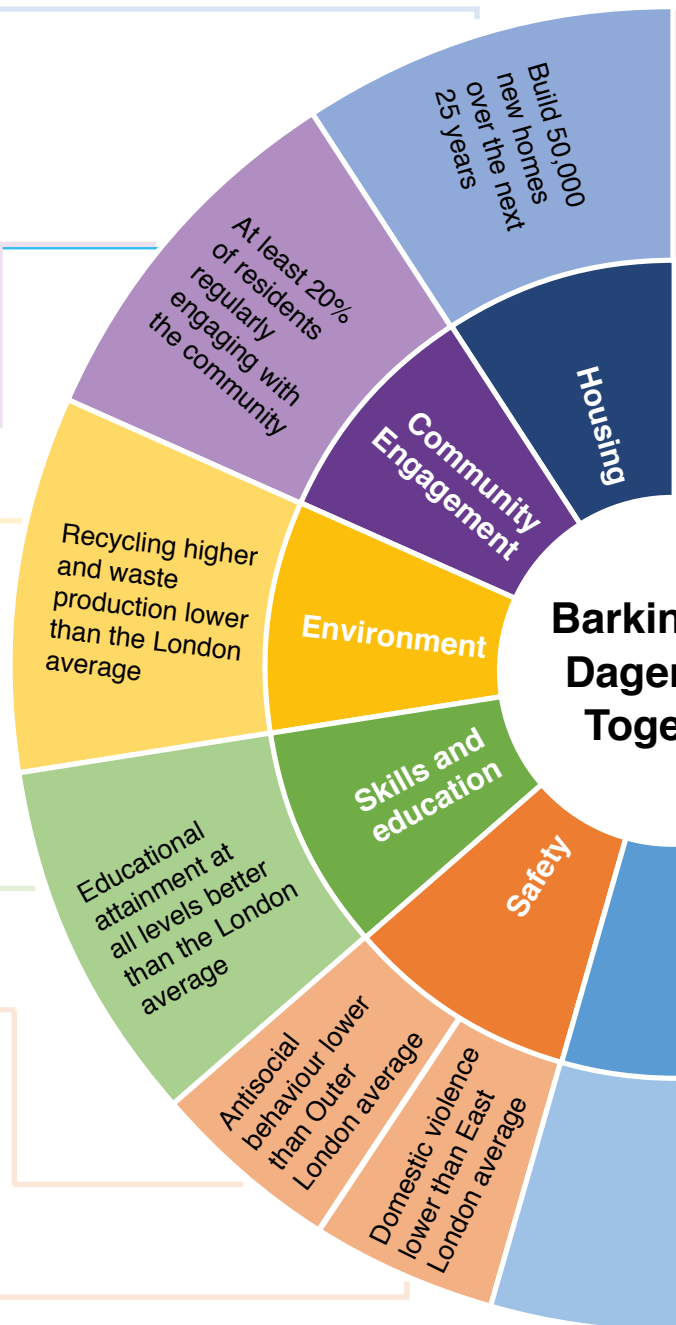 Build 50,000
new homes
over the next
25 years
Housing
At least 20%
of residents
regularly
engaging with
the community
Community
Engagement
Recycling higher
and waste
production lower
than the London
average
Environment
Barkin
Dager
Toge
Skills and
education
Educational
attainment at
all levels better
than the London
average
Safety
Antisocial
behaviour lower
than Outer
London average
Domestic violence
lower than East
London average